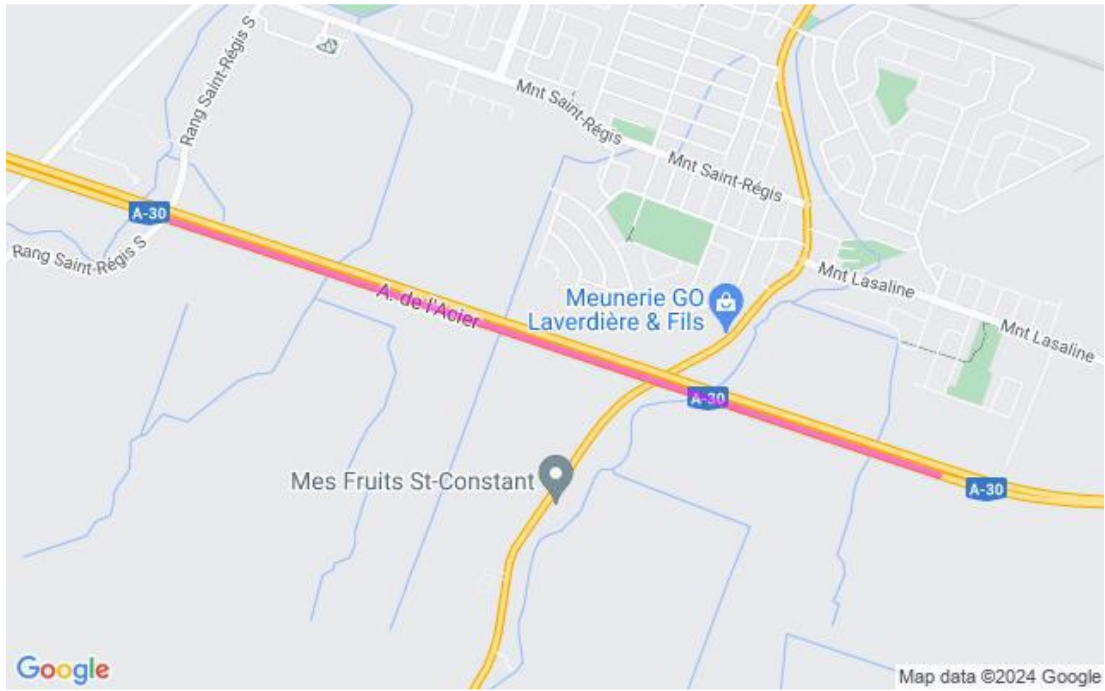 Rang Saint-Régis S
Mnt Saint-Régis
Mnt Saint-Régis
A-30
Rang Saint-Régis S
Mnt Lasaline
A. de l'Acier
Meunerie GO
Laverdière & Fils
Mnt Lasaline
A-30
Mes Fruits St-Constant
A-30
Google
Map data ©2024 Google